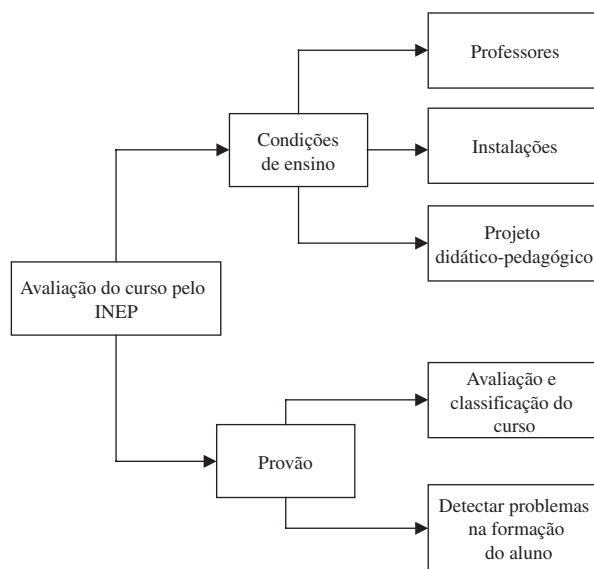 Professores
Condições
de ensino
Instalações
Projeto
didático-pedagógico
Avaliação do curso pelo
INEP
Avaliação e
classificação do
curso
Provão
Detectar problemas
na formação
do aluno